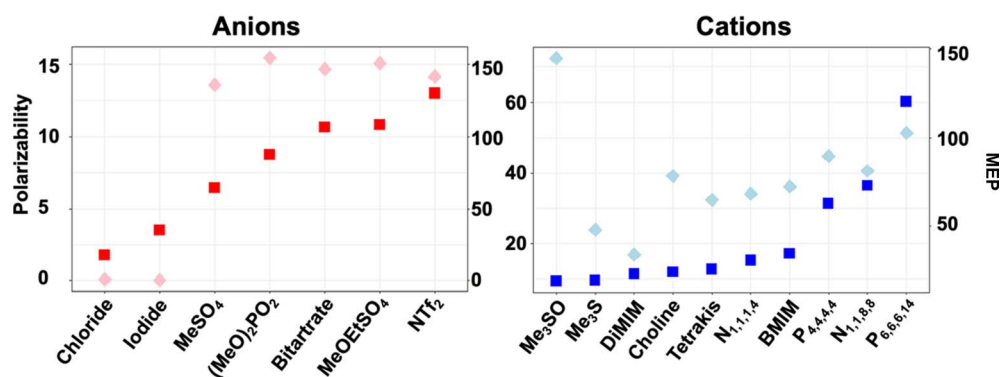 Anions
Cations
Polarizability
15
10
5
0
150
100
50
0
Chloride
Iodide
MeSO₄
(MeO)₂PO₂
Bitartrate
MeOEtSO₄
NTf₂
60
40
20
150
100
50
MEP
Me₃SO
Me₃S
DiMIM
Choline
Tetrakis
N₁,₁,₁,₄
BMIM
P₄,₄,₄,₄
N₁,₁,₈,₈
P₆,₆,₆,₁₄